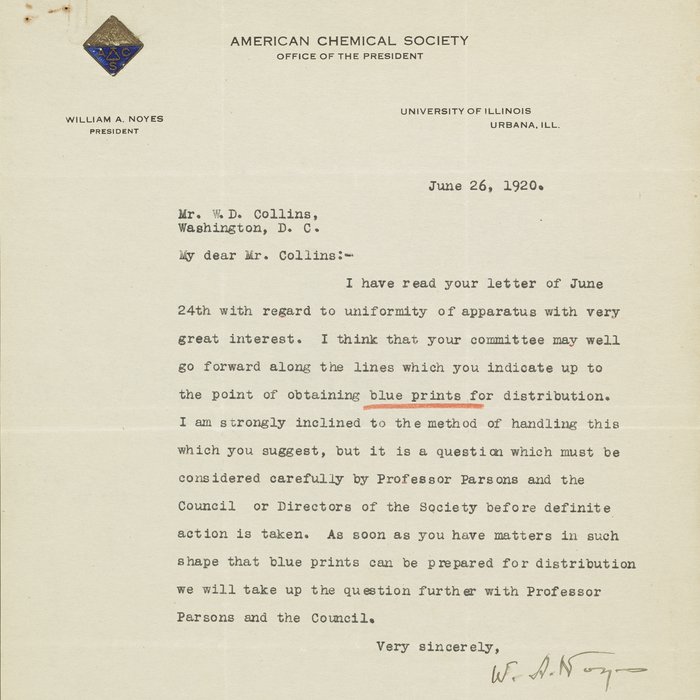 A C S
AMERICAN CHEMICAL SOCIETY
OFFICE OF THE PRESIDENT
WILLIAM A. NOYES
PRESIDENT
UNIVERSITY OF ILLINOIS
URBANA, ILL.
June 26, 1920.
Mr. W.D. Collins,
Washington, D. C.
My dear Mr. Collins:-
I have read your letter of June
24th with regard to uniformity of apparatus with very
great interest. I think that your committee may well
go forward along the lines which you indicate up to
the point of obtaining blue prints for distribution.
I am strongly inclined to the method of handling this
which you suggest, but it is a question which must be
considered carefully by Professor Parsons and the
Council or Directors of the Society before definite
action is taken. As soon as you have matters in such
shape that blue prints can be prepared for distribution
we will take up the question further with Professor
Parsons and the Council.
Very sincerely,
W. A. Noyes